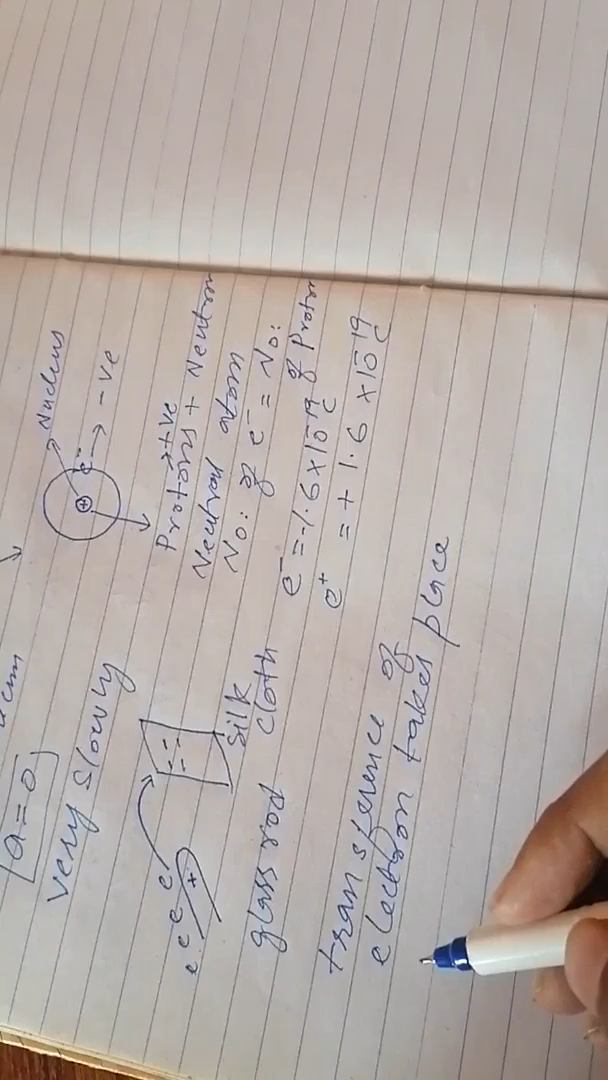 a = 0
very slowly
e e e e
+
- - - -
silk
cloth
glass rod
transference of
electron takes place
Nucleus
+
e⁻ → -ve
+ve
Protons + Neutron
Neutral atom
No: of e⁻ = No:
of Proton
e⁻ = -1.6 x 10⁻¹⁹ C
e⁺ = + 1.6 x 10⁻¹⁹ C